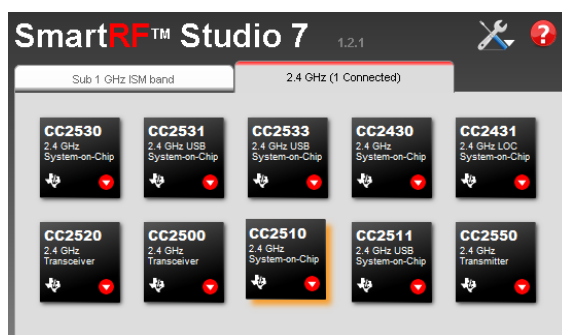 SmartRF™ Studio 7 1.2.1
?
Sub 1 GHz ISM band
2.4 GHz (1 Connected)
CC2530
2.4 GHz
System-on-Chip
CC2531
2.4 GHz USB
System-on-Chip
CC2533
2.4 GHz USB
System-on-Chip
CC2430
2.4 GHz
System-on-Chip
CC2431
2.4 GHz LOC
System-on-Chip
CC2520
2.4 GHz
Transceiver
CC2500
2.4 GHz
Transceiver
CC2510
2.4 GHz
System-on-Chip
CC2511
2.4 GHz USB
System-on-Chip
CC2550
2.4 GHz
Transmitter